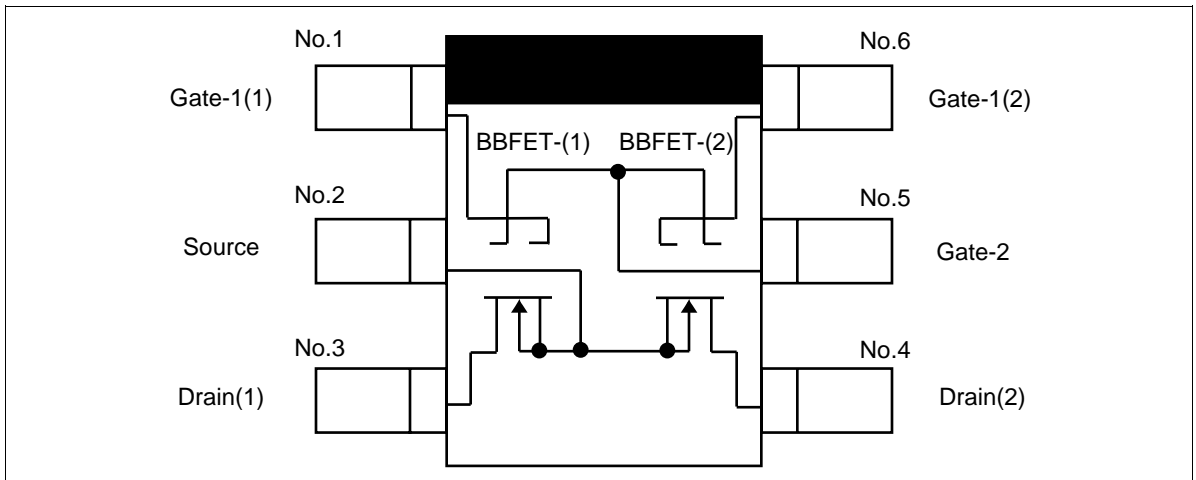 No.1
No.6
Gate-1(1)
Gate-1(2)
BBFET-(1)
BBFET-(2)
No.2
No.5
Source
Gate-2
No.3
No.4
Drain(1)
Drain(2)